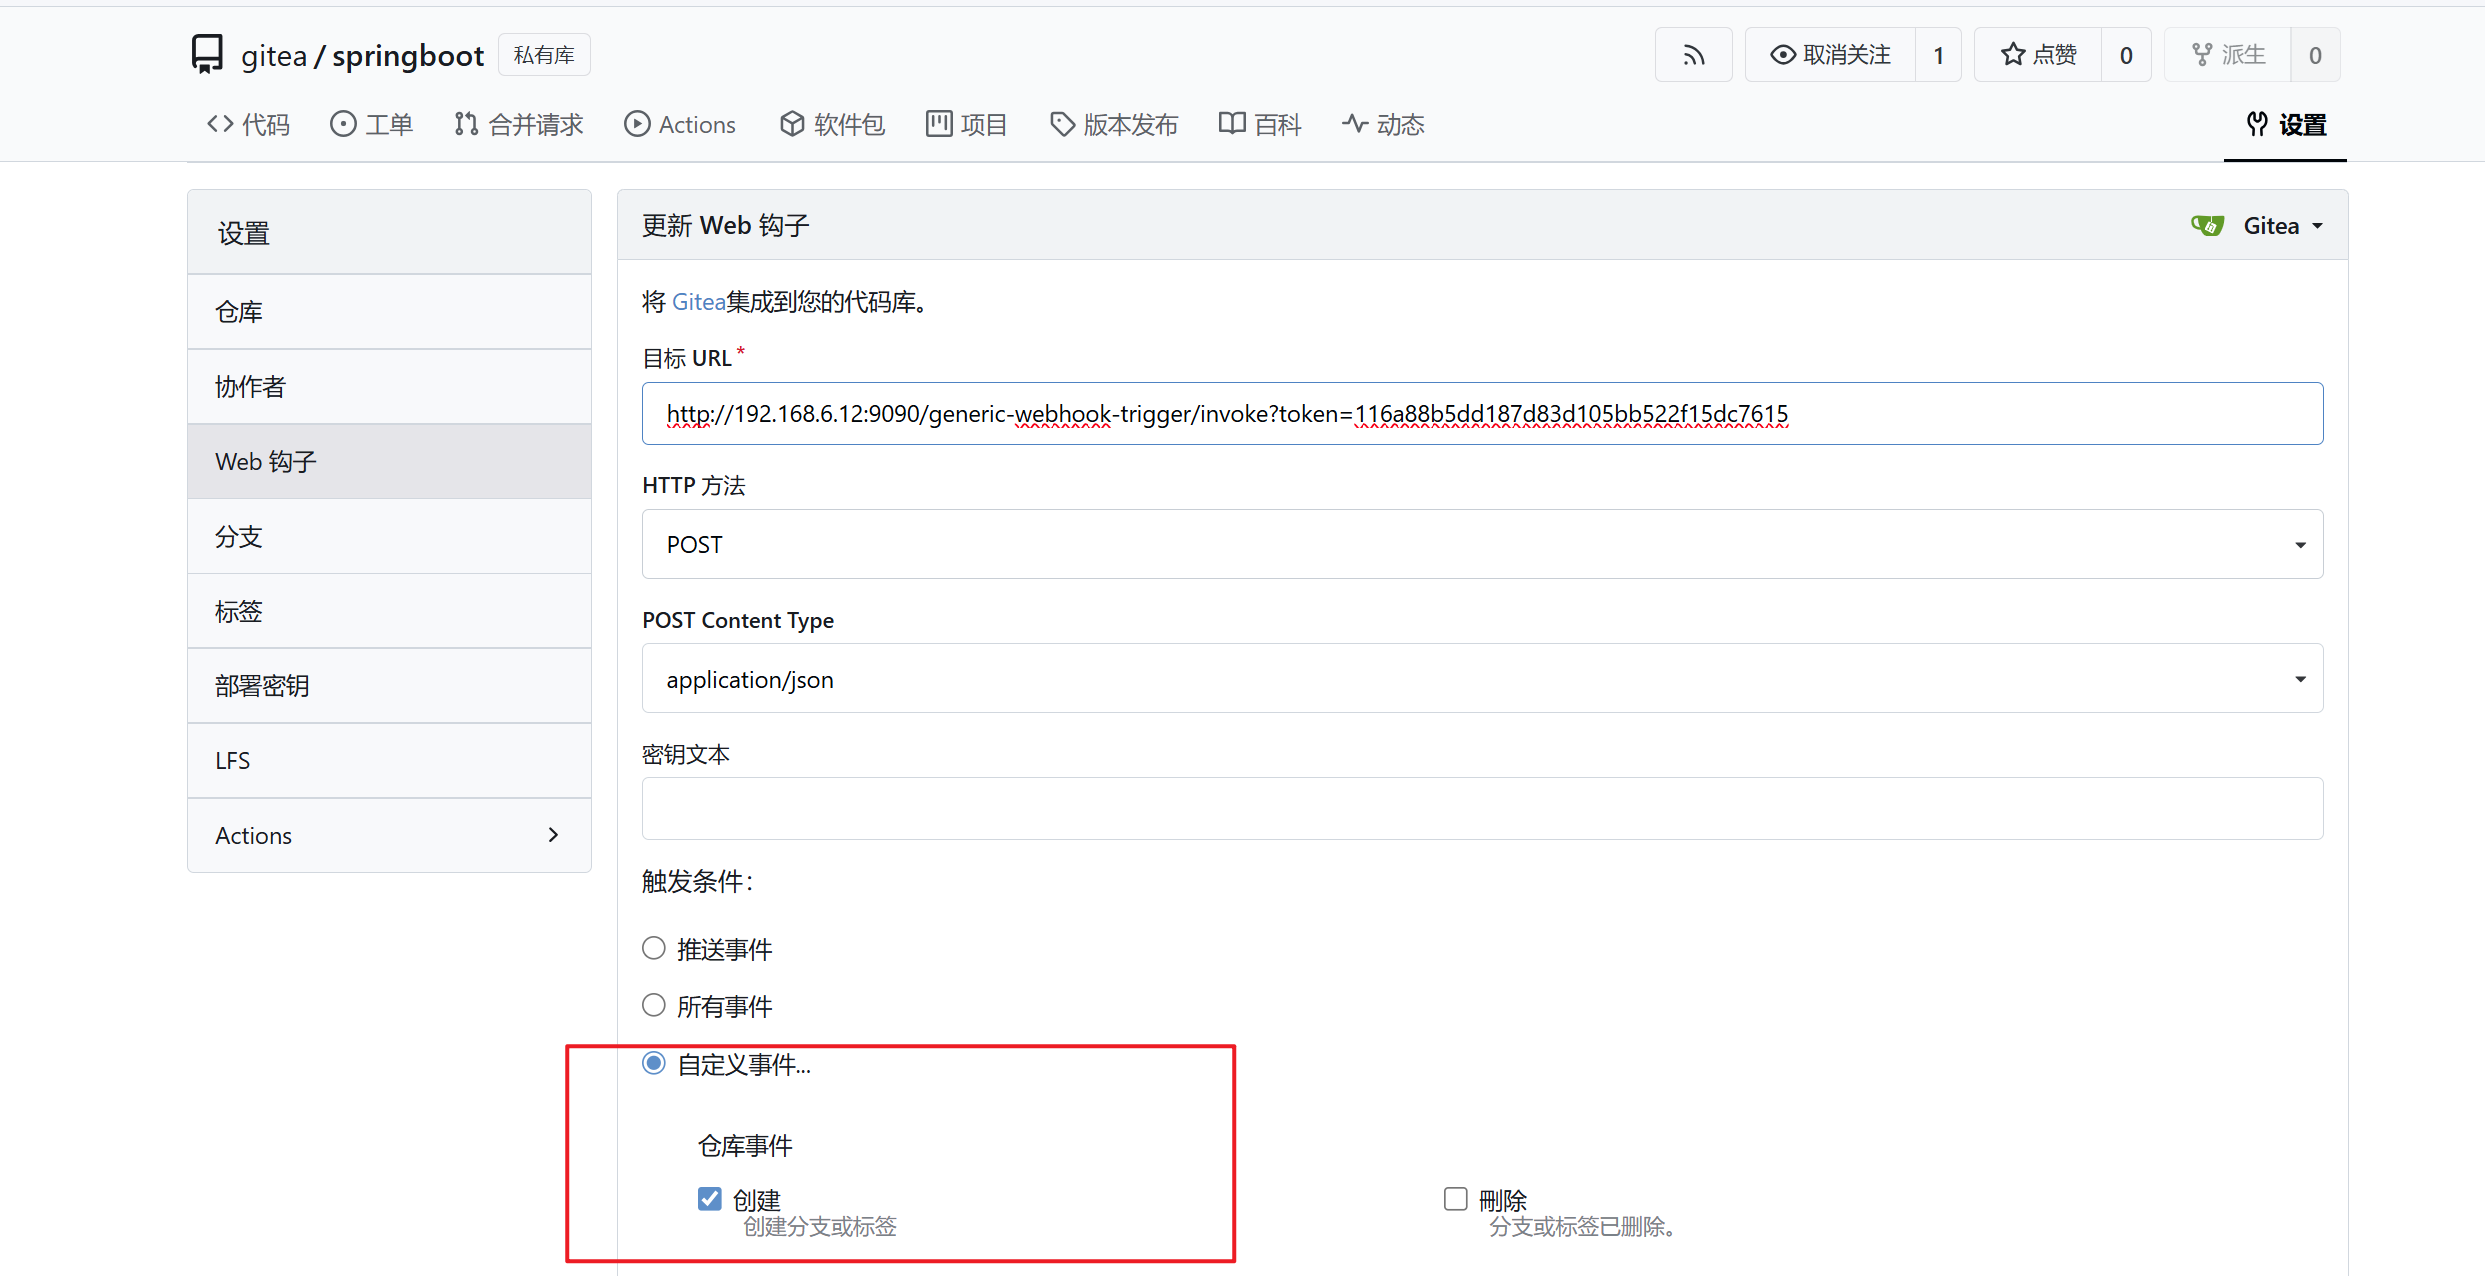 gitea / springboot 私有库
取消关注 1 点赞 0 派生 0
代码 工单 合并请求 Actions 软件包 项目 版本发布 百科 动态 设置
设置
仓库
协作者
Web 钩子
分支
标签
部署密钥
LFS
Actions
更新 Web 钩子 Gitea
将 Gitea集成到您的代码库。
目标 URL *
http://192.168.6.12:9090/generic-webhook-trigger/invoke?token=116a88b5dd187d83d105bb522f15dc7615
HTTP 方法
POST
POST Content Type
application/json
密钥文本
触发条件：
推送事件
所有事件
自定义事件...
仓库事件
创建 刪除
创建分支或标签 分支或标签已删除。